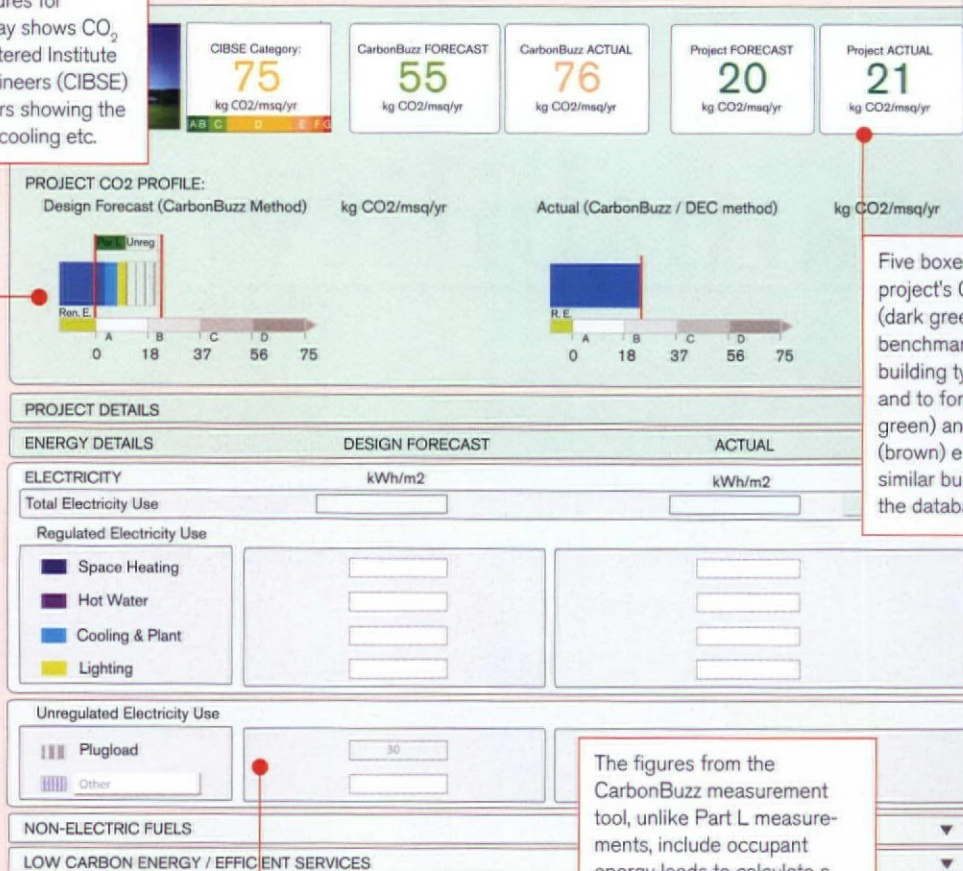 ures for
ay shows CO2
tered Institute
ineers (CIBSE)
rs showing the
cooling etc.
CIBSE Category:
75
kg CO2/msq/yr
A B C D E F G
CarbonBuzz FORECAST
55
kg CO2/msq/yr
CarbonBuzz ACTUAL
76
kg CO2/msq/yr
Project FORECAST
20
kg CO2/msq/yr
Project ACTUAL
21
kg CO2/msq/yr
PROJECT CO2 PROFILE:
Design Forecast (CarbonBuzz Method) kg CO2/msq/yr
Part L Unreg
Ren. E.
A B C D
0 18 37 56 75
Actual (CarbonBuzz / DEC method) kg CO2/msq/yr
R.E.
A B C D
0 18 37 56 75
Five boxe
project's C
(dark gree
benchmar
building ty
and to for
green) an
(brown) e
similar bu
the databa
PROJECT DETAILS
ENERGY DETAILS DESIGN FORECAST ACTUAL
ELECTRICITY kWh/m2 kWh/m2
Total Electricity Use
Regulated Electricity Use
Space Heating
Hot Water
Cooling & Plant
Lighting
Unregulated Electricity Use
Plugload 30
Other
The figures from the
CarbonBuzz measurement
tool, unlike Part L measure-
ments, include occupant
energy loads to calculate a
NON-ELECTRIC FUELS
LOW CARBON ENERGY / EFFICIENT SERVICES